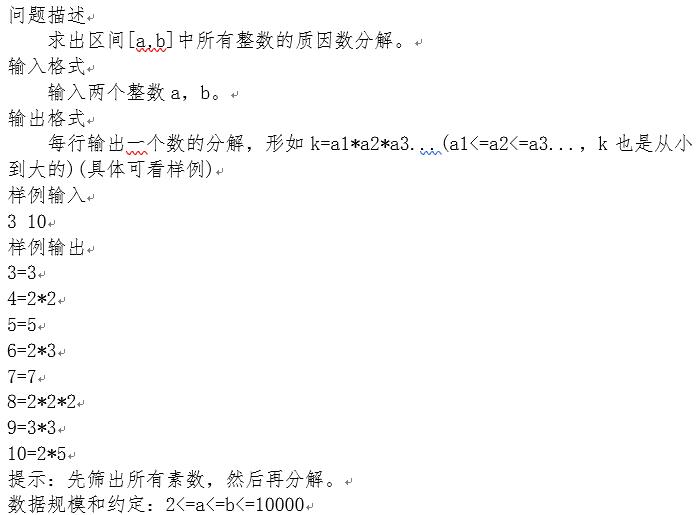 问题描述
求出区间[a,b]中所有整数的质因数分解。
输入格式
输入两个整数 a，b。
输出格式
每行输出一个数的分解，形如 k=a1*a2*a3...(a1<=a2<=a3...，k 也是从小
到大的)(具体可看样例)
样例输入
3 10
样例输出
3=3
4=2*2
5=5
6=2*3
7=7
8=2*2*2
9=3*3
10=2*5
提示：先筛出所有素数，然后再分解。
数据规模和约定：2<=a<=b<=10000